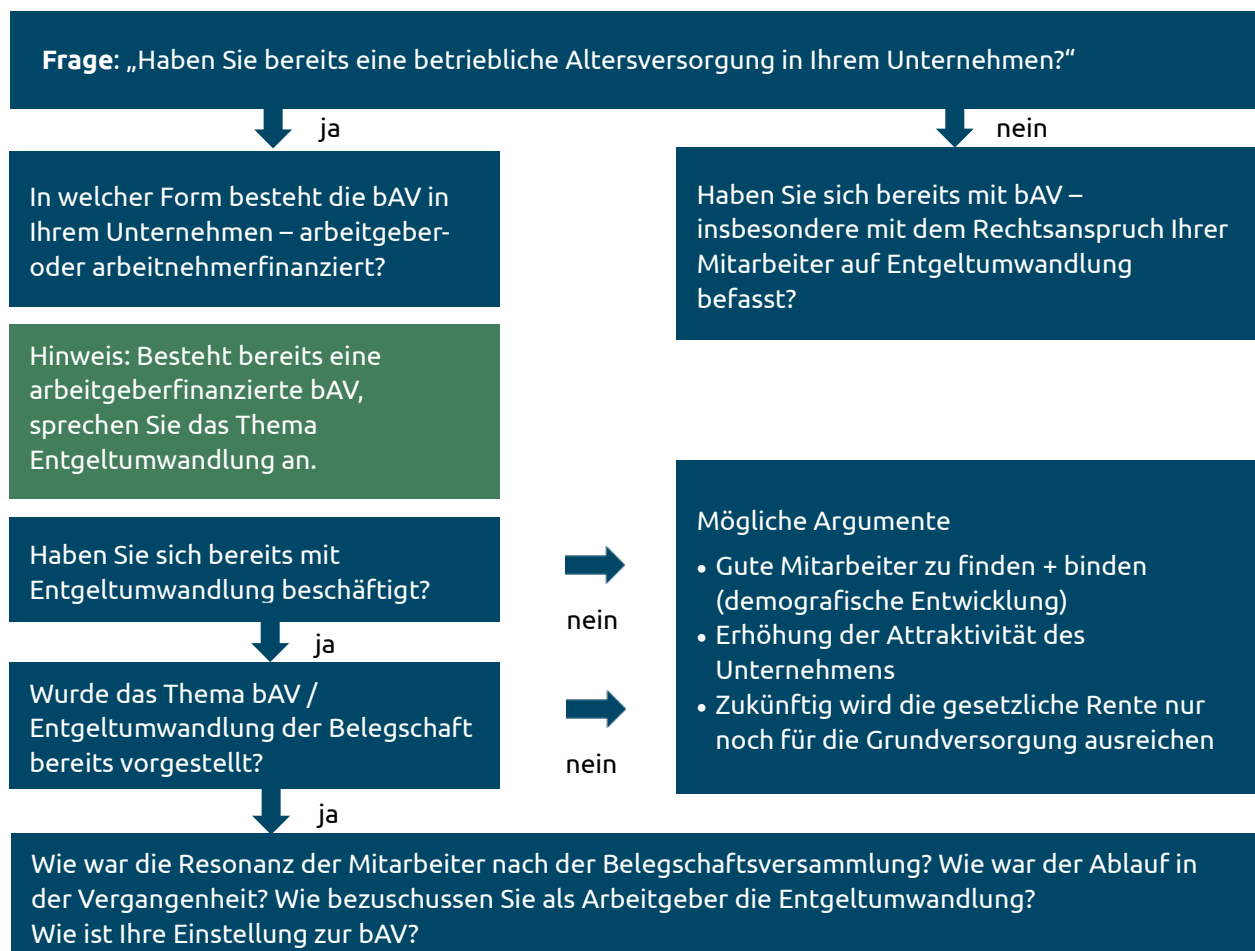 Frage: „Haben Sie bereits eine betriebliche Altersversorgung in Ihrem Unternehmen?“
ja
nein
In welcher Form besteht die bAV in
Ihrem Unternehmen – arbeitgeber-
oder arbeitnehmerfinanziert?
Haben Sie sich bereits mit bAV –
insbesondere mit dem Rechtsanspruch Ihrer
Mitarbeiter auf Entgeltumwandlung
befasst?
Hinweis: Besteht bereits eine
arbeitgeberfinanzierte bAV,
sprechen Sie das Thema
Entgeltumwandlung an.
Haben Sie sich bereits mit
Entgeltumwandlung beschäftigt?
nein
ja
Wurde das Thema bAV /
Entgeltumwandlung der Belegschaft
bereits vorgestellt?
nein
Mögliche Argumente
• Gute Mitarbeiter zu finden + binden
(demografische Entwicklung)
• Erhöhung der Attraktivität des
Unternehmens
• Zukünftig wird die gesetzliche Rente nur
noch für die Grundversorgung ausreichen
ja
Wie war die Resonanz der Mitarbeiter nach der Belegschaftsversammlung? Wie war der Ablauf in
der Vergangenheit? Wie bezuschussen Sie als Arbeitgeber die Entgeltumwandlung?
Wie ist Ihre Einstellung zur bAV?